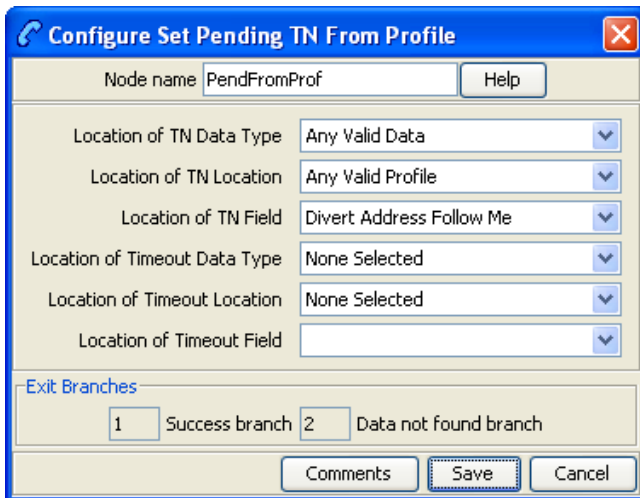 Configure Set Pending TN From Profile
Node name PendFromProf Help
Location of TN Data Type Any Valid Data
Location of TN Location Any Valid Profile
Location of TN Field Divert Address Follow Me
Location of Timeout Data Type None Selected
Location of Timeout Location None Selected
Location of Timeout Field
Exit Branches
1 Success branch 2 Data not found branch
Comments Save Cancel